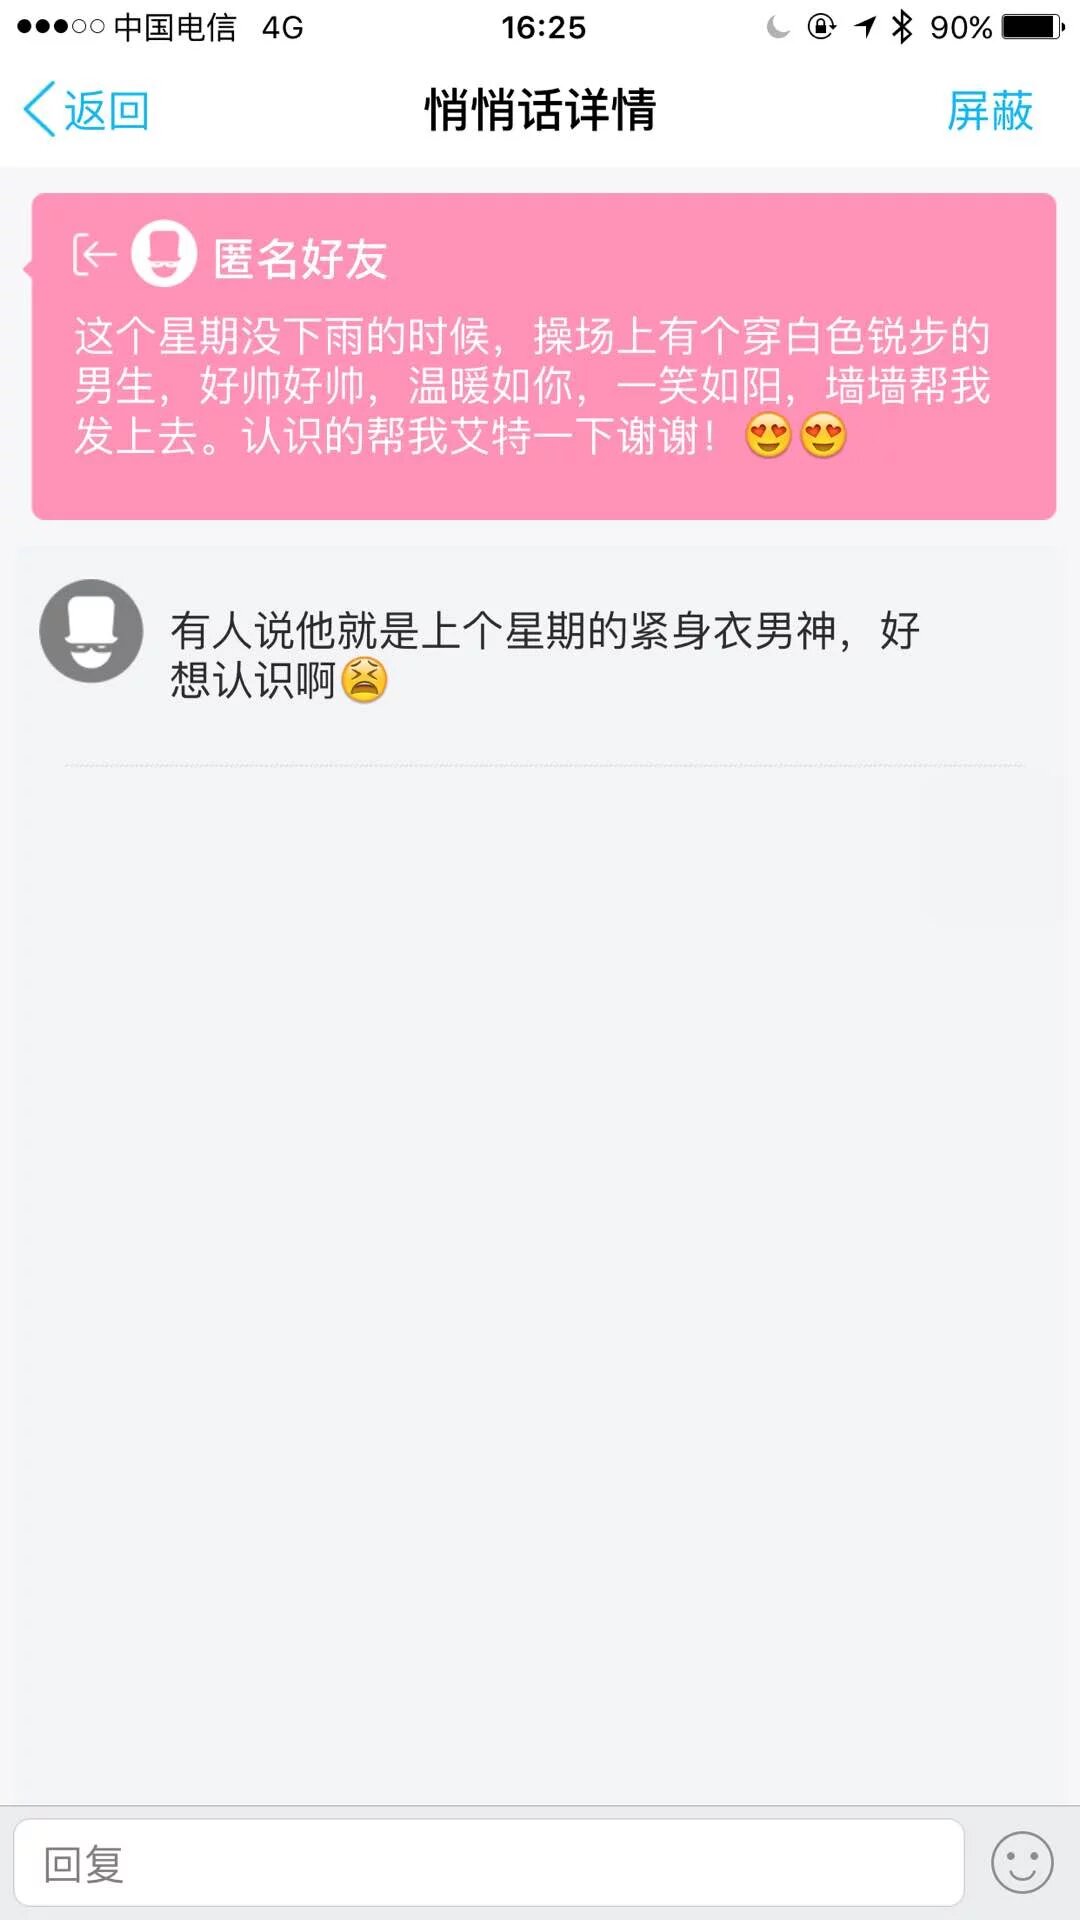 中国电信 4G 16:25 90%
返回 悄悄话详情 屏蔽
匿名好友
这个星期没下雨的时候，操场上有个穿白色锐步的
男生，好帅好帅，温暖如你，一笑如阳，墙墙帮我
发上去。认识的帮我艾特一下谢谢！😍😍
有人说他就是上个星期的紧身衣男神，好
想认识啊😫
回复